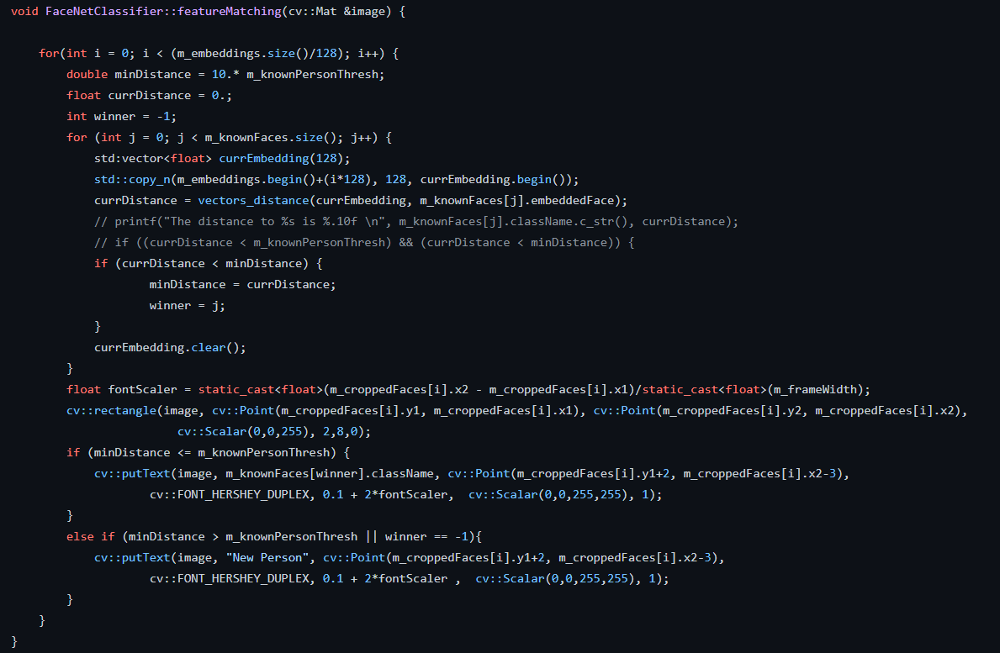 void FaceNetClassifier::featureMatching(cv::Mat &image) {

    for(int i = 0; i < (m_embeddings.size()/128); i++) {
        double minDistance = 10.* m_knownPersonThresh;
        float currDistance = 0.;
        int winner = -1;
        for (int j = 0; j < m_knownFaces.size(); j++) {
            std:vector<float> currEmbedding(128);
            std::copy_n(m_embeddings.begin()+(i*128), 128, currEmbedding.begin());
            currDistance = vectors_distance(currEmbedding, m_knownFaces[j].embeddedFace);
            // printf("The distance to %s is %.10f \n", m_knownFaces[j].className.c_str(), currDistance);
            // if ((currDistance < m_knownPersonThresh) && (currDistance < minDistance)) {
            if (currDistance < minDistance) {
                    minDistance = currDistance;
                    winner = j;
            }
            currEmbedding.clear();
        }
        float fontScaler = static_cast<float>(m_croppedFaces[i].x2 - m_croppedFaces[i].x1)/static_cast<float>(m_frameWidth);
        cv::rectangle(image, cv::Point(m_croppedFaces[i].y1, m_croppedFaces[i].x1), cv::Point(m_croppedFaces[i].y2, m_croppedFaces[i].x2),
                        cv::Scalar(0,0,255), 2,8,0);
        if (minDistance <= m_knownPersonThresh) {
            cv::putText(image, m_knownFaces[winner].className, cv::Point(m_croppedFaces[i].y1+2, m_croppedFaces[i].x2-3),
                    cv::FONT_HERSHEY_DUPLEX, 0.1 + 2*fontScaler,  cv::Scalar(0,0,255,255), 1);
        }
        else if (minDistance > m_knownPersonThresh || winner == -1){
            cv::putText(image, "New Person", cv::Point(m_croppedFaces[i].y1+2, m_croppedFaces[i].x2-3),
                    cv::FONT_HERSHEY_DUPLEX, 0.1 + 2*fontScaler ,  cv::Scalar(0,0,255,255), 1);
        }
    }
}